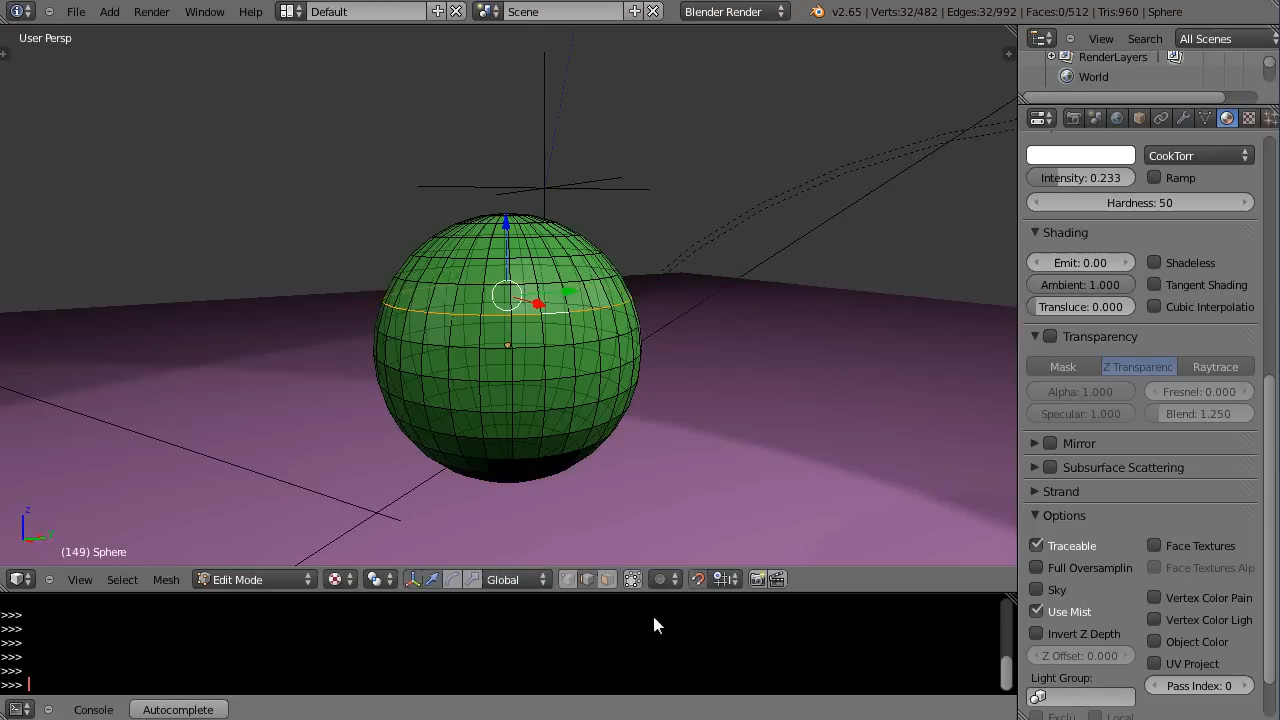 File Add Render Window Help Default Scene Blender Render v2.65 | Verts:32/482 | Edges:32/992 | Faces:0/512 | Tris:960 | Sphere
User Persp
View Search All Scenes
RenderLayers
World
CookTorr
Intensity: 0.233 Ramp
Hardness: 50
Shading
Emit: 0.00 Shadeless
Ambient: 1.000 Tangent Shading
Transluce: 0.000 Cubic Interpolatio
Transparency
Mask Z Transparenc Raytrace
Alpha: 1.000 Fresnel: 0.000
Specular: 1.000 Blend: 1.250
Mirror
Subsurface Scattering
Strand
Options
Traceable Face Textures
Full Oversamplin Face Textures Alp
Sky Vertex Color Pain
Use Mist Vertex Color Ligh
Invert Z Depth Object Color
Z Offset: 0.000 UV Project
Light Group: Pass Index: 0
Exclu Local
z
y
(149) Sphere
View Select Mesh Edit Mode Global
>>>
>>>
>>>
>>>
>>>
>>>
Console Autocomplete